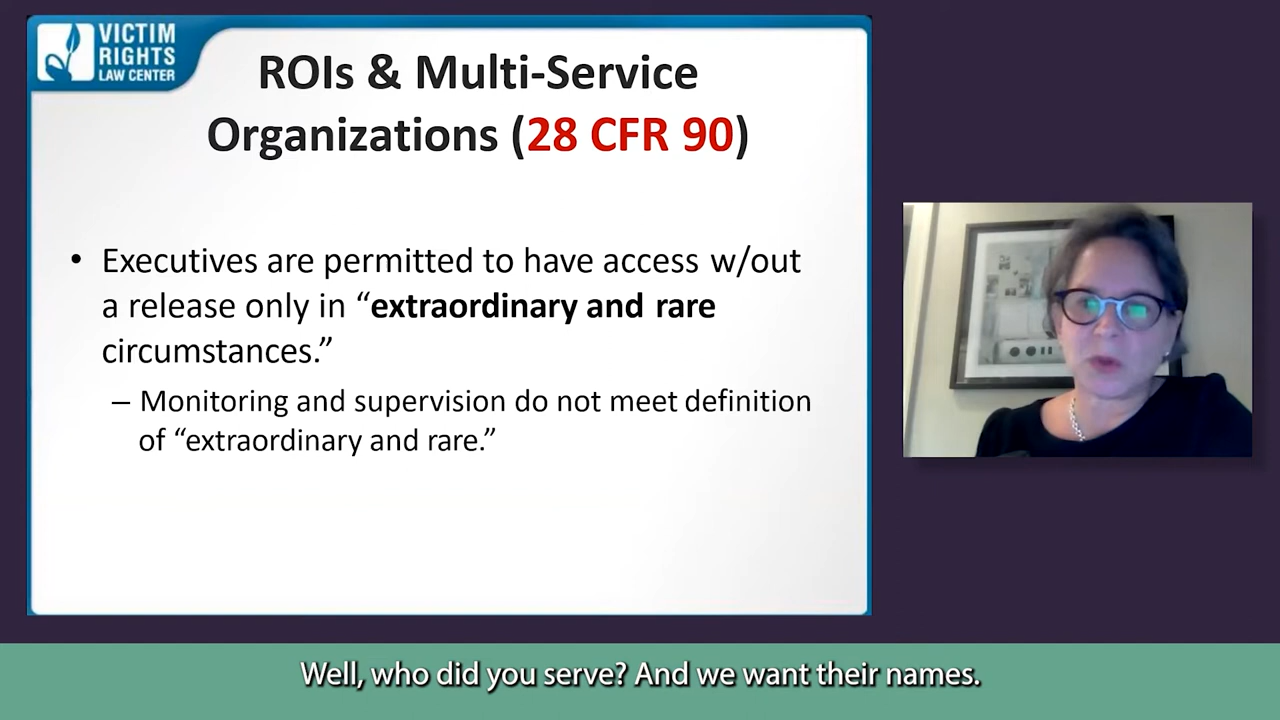 VICTIM
RIGHTS
LAW CENTER
ROIs & Multi-Service
Organizations (28 CFR 90)
• Executives are permitted to have access w/out
a release only in “extraordinary and rare
circumstances.”
– Monitoring and supervision do not meet definition
of “extraordinary and rare.”
Well, who did you serve? And we want their names.